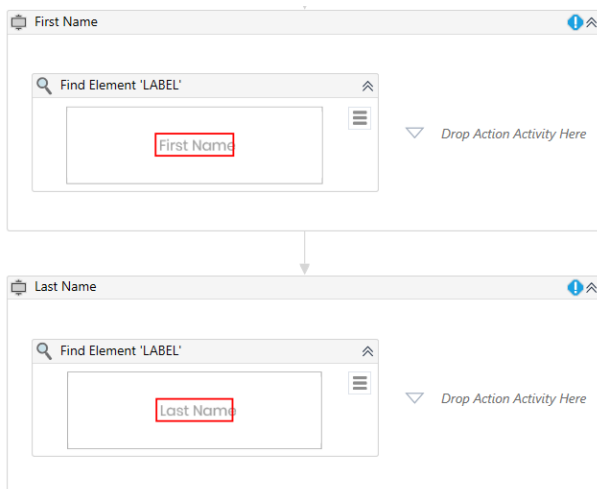 First Name
Find Element 'LABEL'
First Name
Drop Action Activity Here
Last Name
Find Element 'LABEL'
Last Name
Drop Action Activity Here